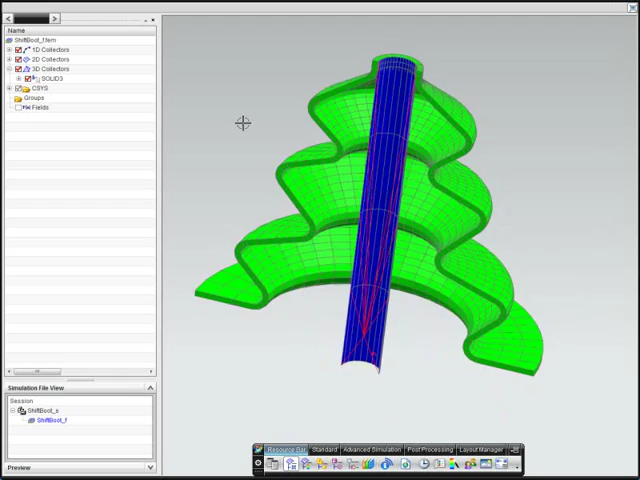 Name
ShiftBoot_f.fem
1D Collectors
2D Collectors
3D Collectors
SOLID3
CSYS
Groups
Fields
Simulation File View
Session
ShiftBoot_s
ShiftBoot_f
Preview
Resource Bar Standard Advanced Simulation Post Processing Layout Manager